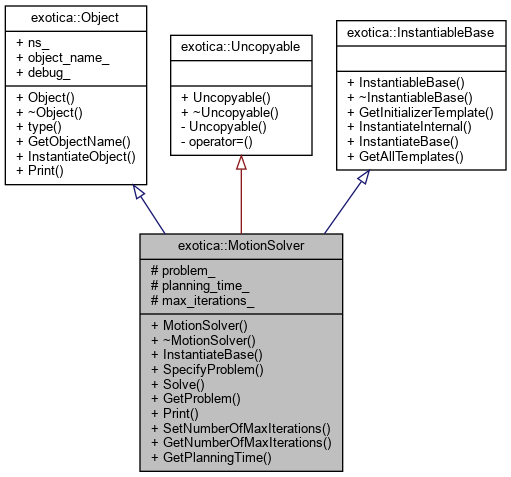 exotica::Object
+ ns_
+ object_name_
+ debug_
+ Object()
+ ~Object()
+ type()
+ GetObjectName()
+ InstantiateObject()
+ Print()
exotica::Uncopyable
+ Uncopyable()
+ ~Uncopyable()
- Uncopyable()
- operator=()
exotica::InstantiableBase
+ InstantiableBase()
+ ~InstantiableBase()
+ GetInitializerTemplate()
+ InstantiateInternal()
+ InstantiateBase()
+ GetAllTemplates()
exotica::MotionSolver
# problem_
# planning_time_
# max_iterations_
+ MotionSolver()
+ ~MotionSolver()
+ InstantiateBase()
+ SpecifyProblem()
+ Solve()
+ GetProblem()
+ Print()
+ SetNumberOfMaxIterations()
+ GetNumberOfMaxIterations()
+ GetPlanningTime()